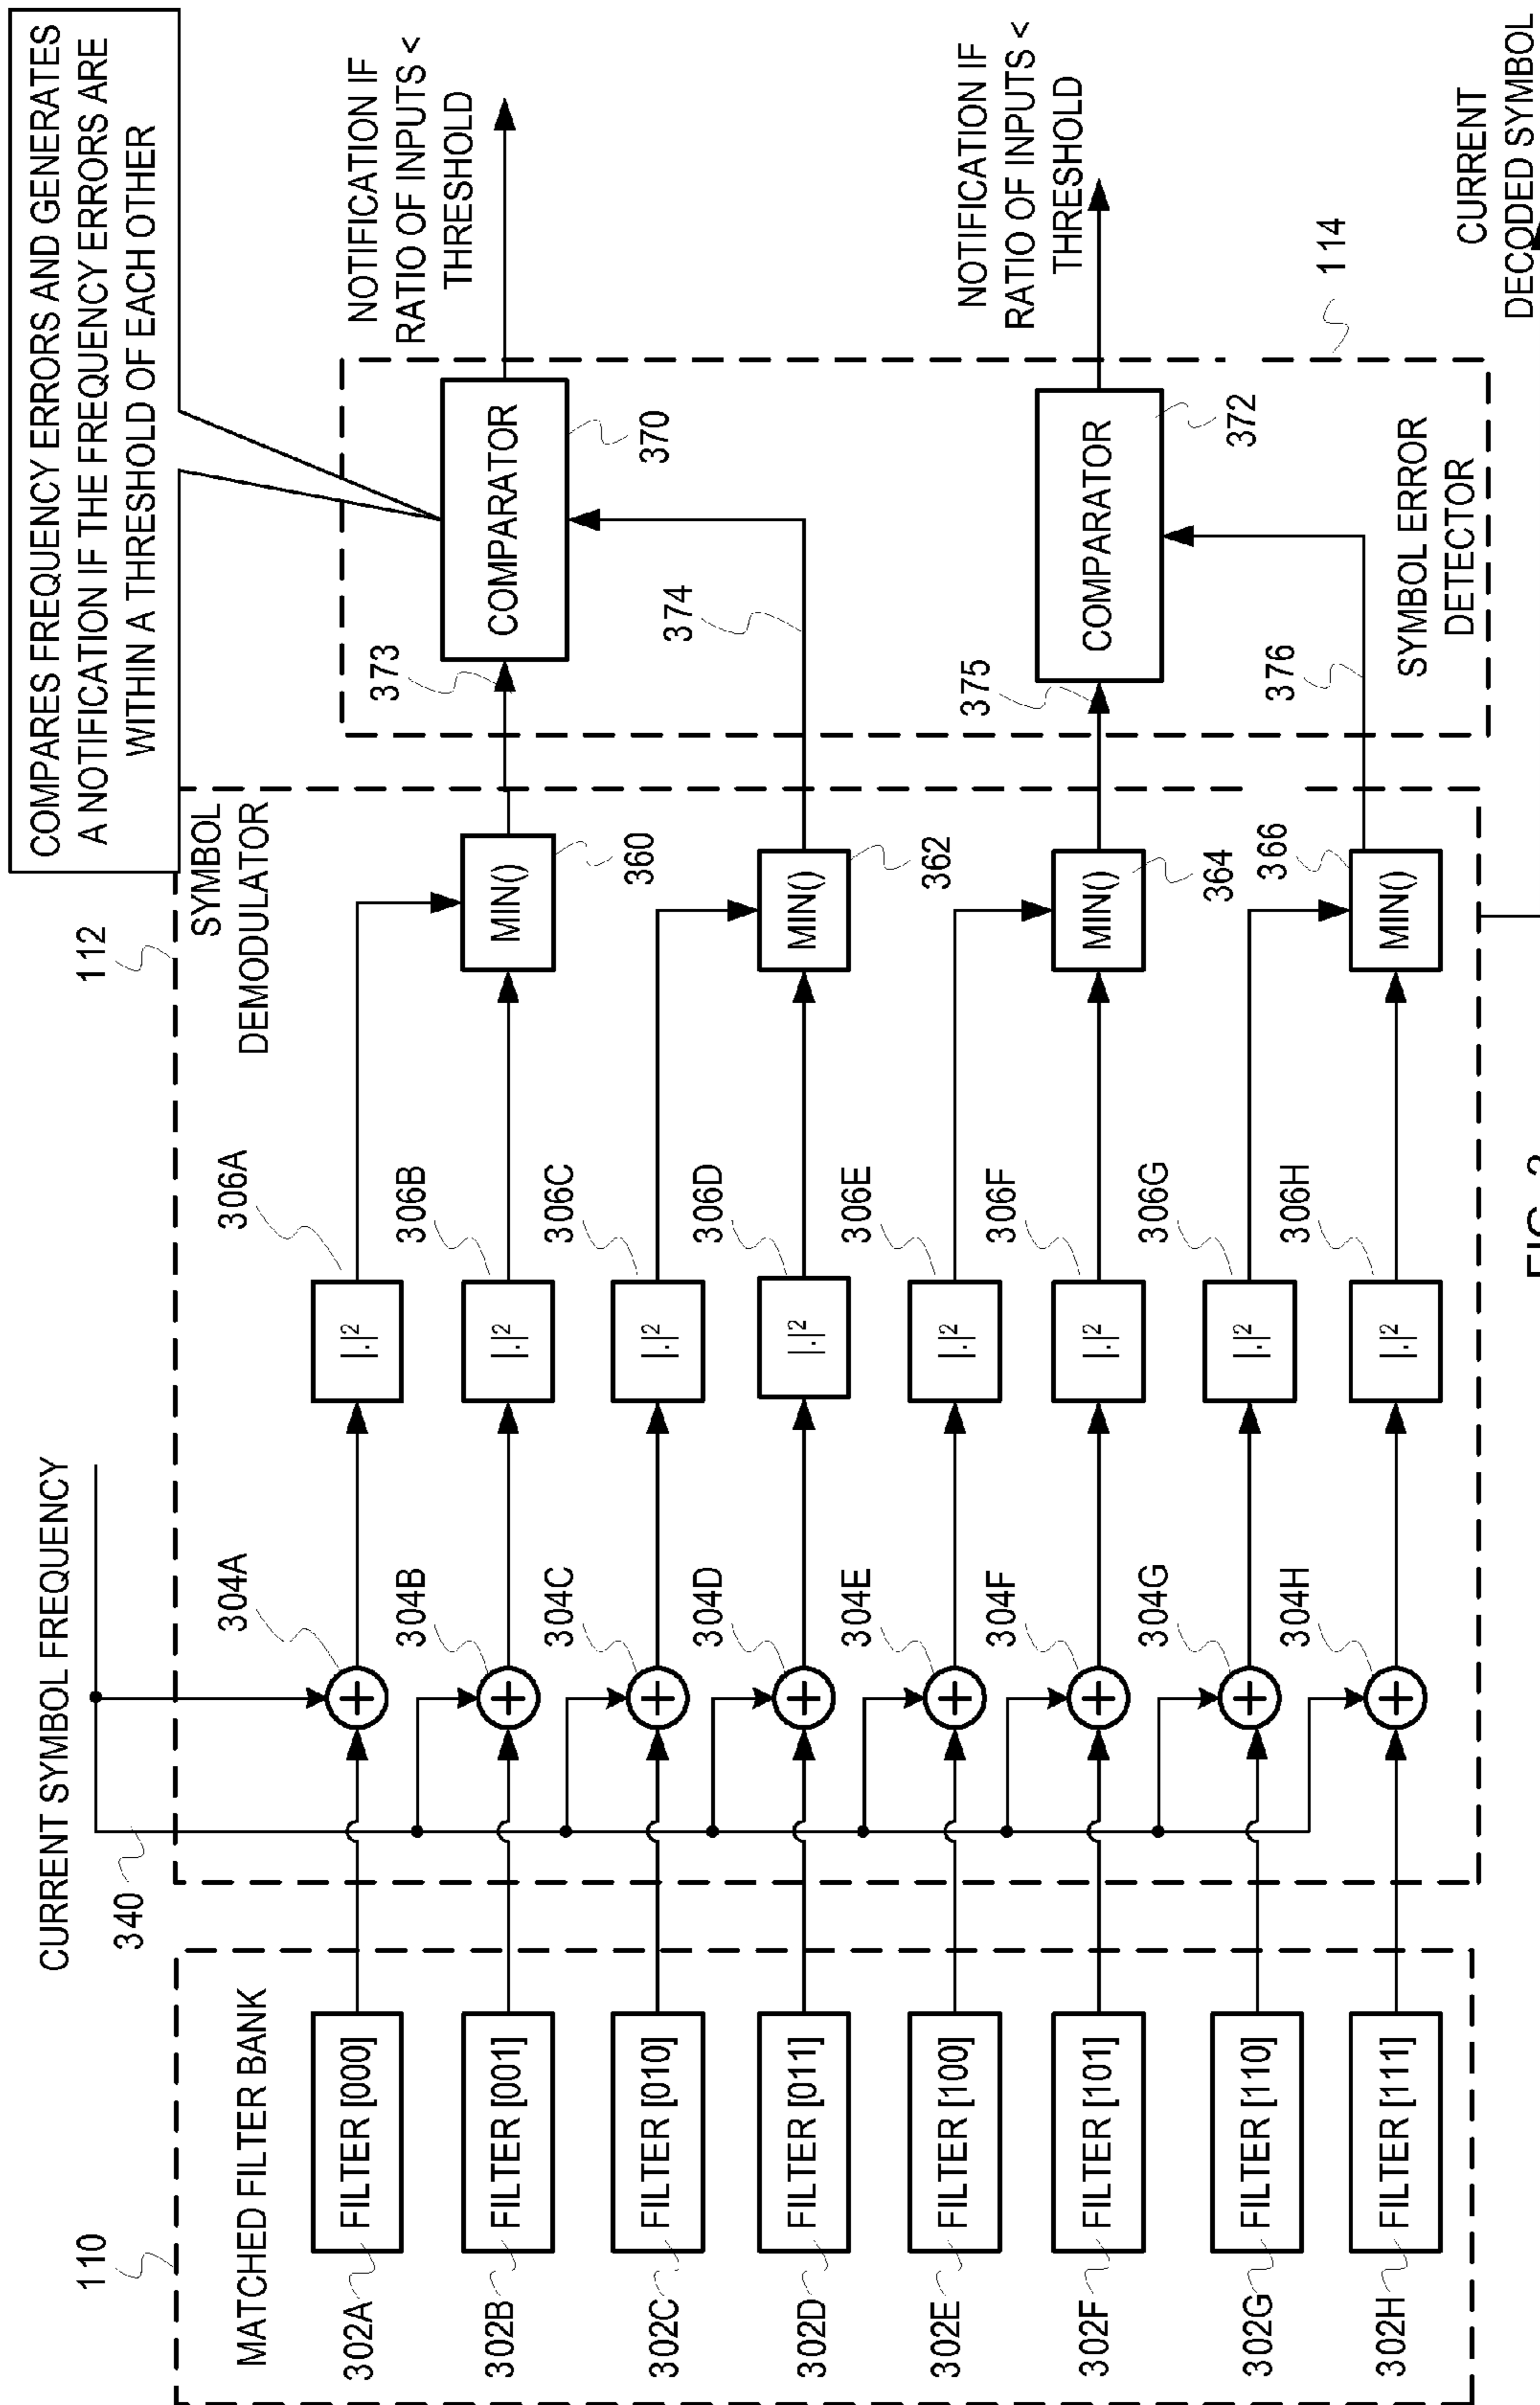 COMPARES FREQUENCY ERRORS AND GENERATES
A NOTIFICATION IF THE FREQUENCY ERRORS ARE
WITHIN A THRESHOLD OF EACH OTHER
CURRENT SYMBOL FREQUENCY
340
110
MATCHED FILTER BANK
112
SYMBOL
DEMODULATOR
302A
FILTER [000]
304A
|.|²
306A
302B
FILTER [001]
304B
|.|²
306B
MIN()
360
302C
FILTER [010]
304C
|.|²
306C
302D
FILTER [011]
304D
|.|²
306D
MIN()
362
302E
FILTER [100]
304E
|.|²
306E
302F
FILTER [101]
304F
|.|²
306F
MIN()
364
302G
FILTER [110]
304G
|.|²
306G
302H
FILTER [111]
304H
|.|²
306H
MIN()
366
373
COMPARATOR
370
374
375
COMPARATOR
372
376
SYMBOL ERROR
DETECTOR
114
NOTIFICATION IF
RATIO OF INPUTS <
THRESHOLD
NOTIFICATION IF
RATIO OF INPUTS <
THRESHOLD
CURRENT
DECODED SYMBOL
FIG.